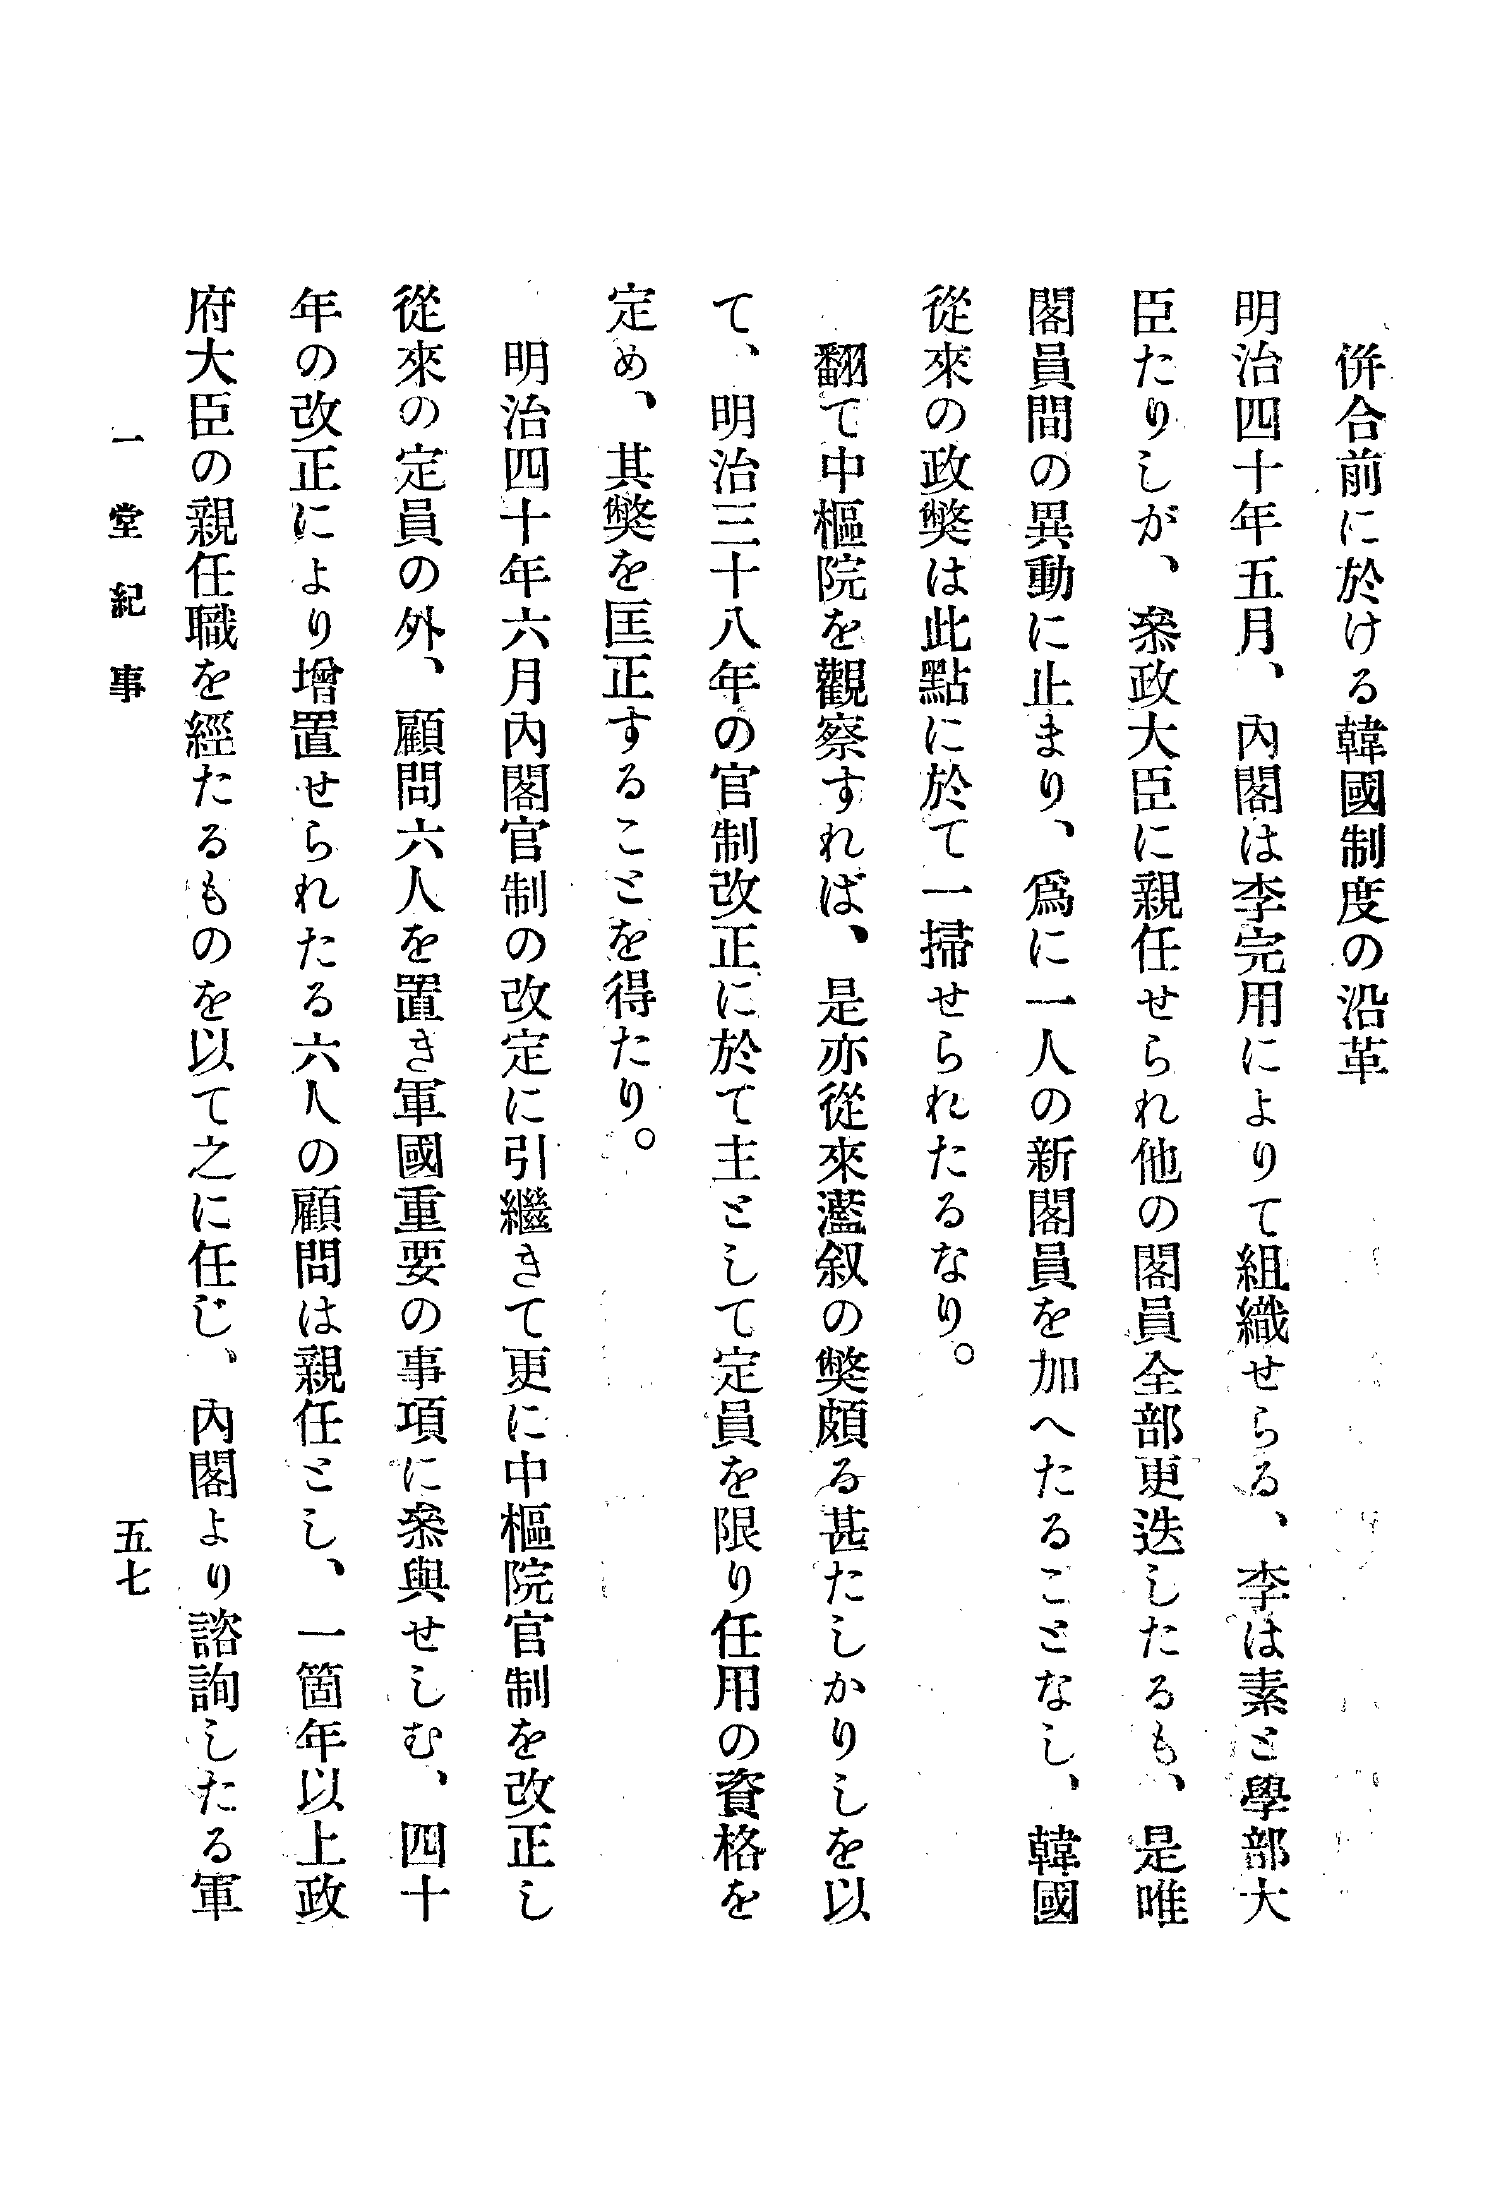 併合前に於ける韓國制度の沿革
明治四十年五月、內閣は李完用によりて組織せらる、李は素と學部大
臣たりしが、叅政大臣に親任せられ他の閣員全部更迭したるも、是唯
閣員間の異動に止まり、爲に一人の新閣員を加へたることなし、韓國
從來の政獘は此點に於て一掃せられたるなり。
翻て中樞院を觀察すれば、是亦從來濫叙の獘頗る甚たしかりしを以
て、明治三十八年の官制改正に於て主として定員を限り任用の資格を
定め、其獘を匡正することを得たり。
明治四十年六月內閣官制の改定に引繼きて更に中樞院官制を改正し
從來の定員の外、顧問六人を置き軍國重要の事項に叅與せしむ、四十
年の改正により增置せられたる六人の顧問は親任とし、一箇年以上政
府大臣の親任職を經たるものを以て之に任じ、內閣より諮詢したる軍
一堂紀事
五七